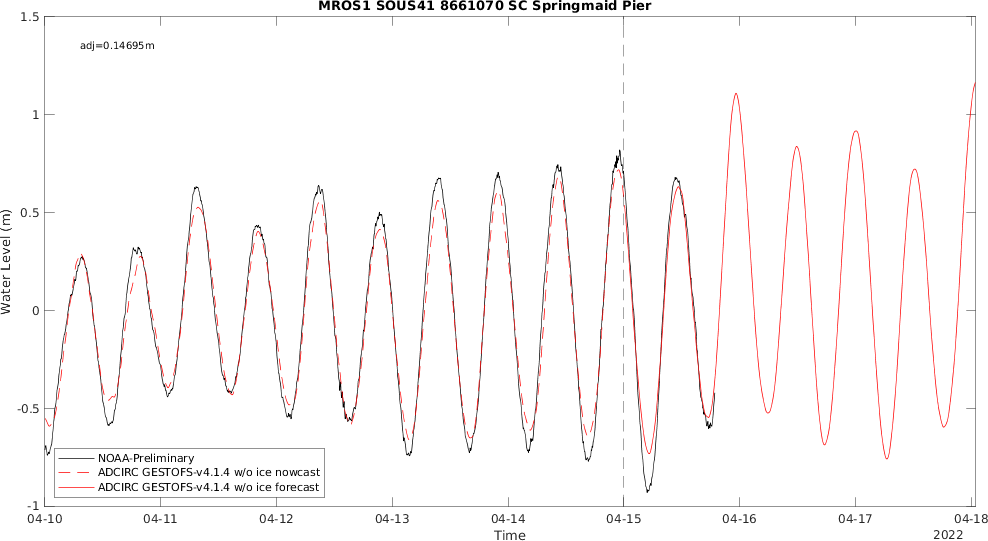 MROS1 SOUS41 8661070 SC Springmaid Pier
1.5
adj=0.14695m
1
0.5
Water Level (m)
0
-0.5
NOAA-Preliminary
ADCIRC GESTOFS-v4.1.4 w/o ice nowcast
ADCIRC GESTOFS-v4.1.4 w/o ice forecast
-1
04-10 04-11 04-12 04-13 04-14 04-15 04-16 04-17 04-18
Time
2022